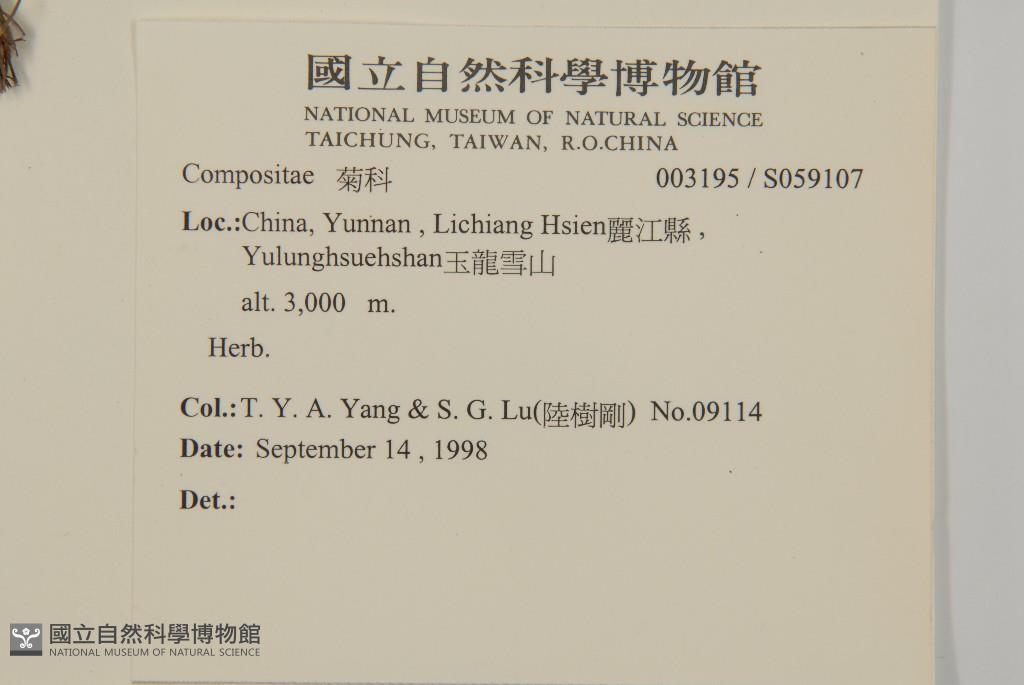 國立自然科學博物館
NATIONAL MUSEUM OF NATURAL SCIENCE
TAICHUNG, TAIWAN, R.O.CHINA
Compositae 菊科 003195 / S059107
Loc.:China, Yunnan , Lichiang Hsien麗江縣 ,
Yulunghsuehshan玉龍雪山
alt. 3,000 m.
Herb.
Col.: T. Y. A. Yang & S. G. Lu(陸樹剛) No.09114
Date: September 14 , 1998
Det.:
國立自然科學博物館
NATIONAL MUSEUM OF NATURAL SCIENCE